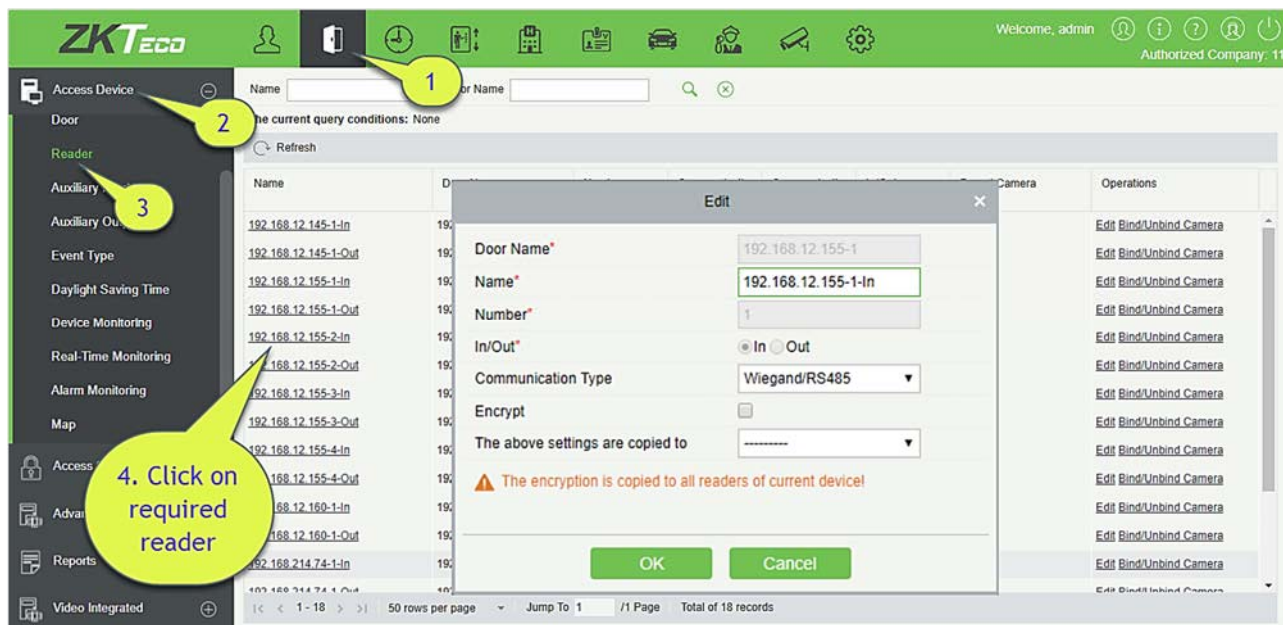 ZKTeco
Welcome, admin
Authorized Company: 11
1
Access Device
2
Door
Reader
3
Auxiliary
Auxiliary
Event Type
Daylight Saving Time
Device Monitoring
Real-Time Monitoring
Alarm Monitoring
Map
Access
Reports
Video Integrated
Name
Name
The current query conditions: None
Refresh
Name
Camera
Operations
192.168.12.145-1-In
Edit Bind/Unbind Camera
192.168.12.145-1-Out
Edit Bind/Unbind Camera
192.168.12.155-1-In
Edit Bind/Unbind Camera
192.168.12.155-1-Out
Edit Bind/Unbind Camera
192.168.12.155-2-In
Edit Bind/Unbind Camera
192.168.12.155-2-Out
Edit Bind/Unbind Camera
192.168.12.155-3-In
Edit Bind/Unbind Camera
192.168.12.155-3-Out
Edit Bind/Unbind Camera
192.168.12.155-4-In
Edit Bind/Unbind Camera
168.12.155-4-Out
Edit Bind/Unbind Camera
68.12.160-1-In
Edit Bind/Unbind Camera
168.12.160-1-Out
Edit Bind/Unbind Camera
192.168.214.74-1-In
Edit Bind/Unbind Camera
4. Click on
required
reader
Edit
Door Name*
192.168.12.155-1
Name*
192.168.12.155-1-In
Number*
1
In/Out*
In Out
Communication Type
Wiegand/RS485
Encrypt
The above settings are copied to
---------
The encryption is copied to all readers of current device!
OK
Cancel
1 - 18
50 rows per page
Jump To 1 /1 Page
Total of 18 records